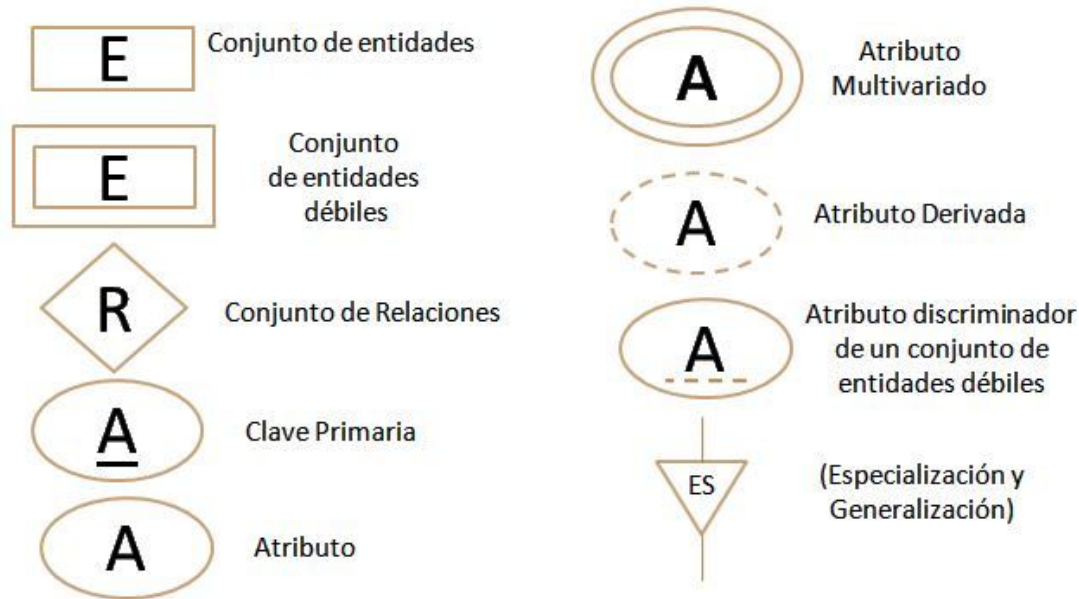 E
Conjunto de entidades
E
Conjunto
de entidades
débiles
R
Conjunto de Relaciones
A
Clave Primaria
A
Atributo
A
Atributo
Multivariado
A
Atributo Derivada
A
Atributo discriminador
de un conjunto de
entidades débiles
ES
(Especialización y
Generalización)